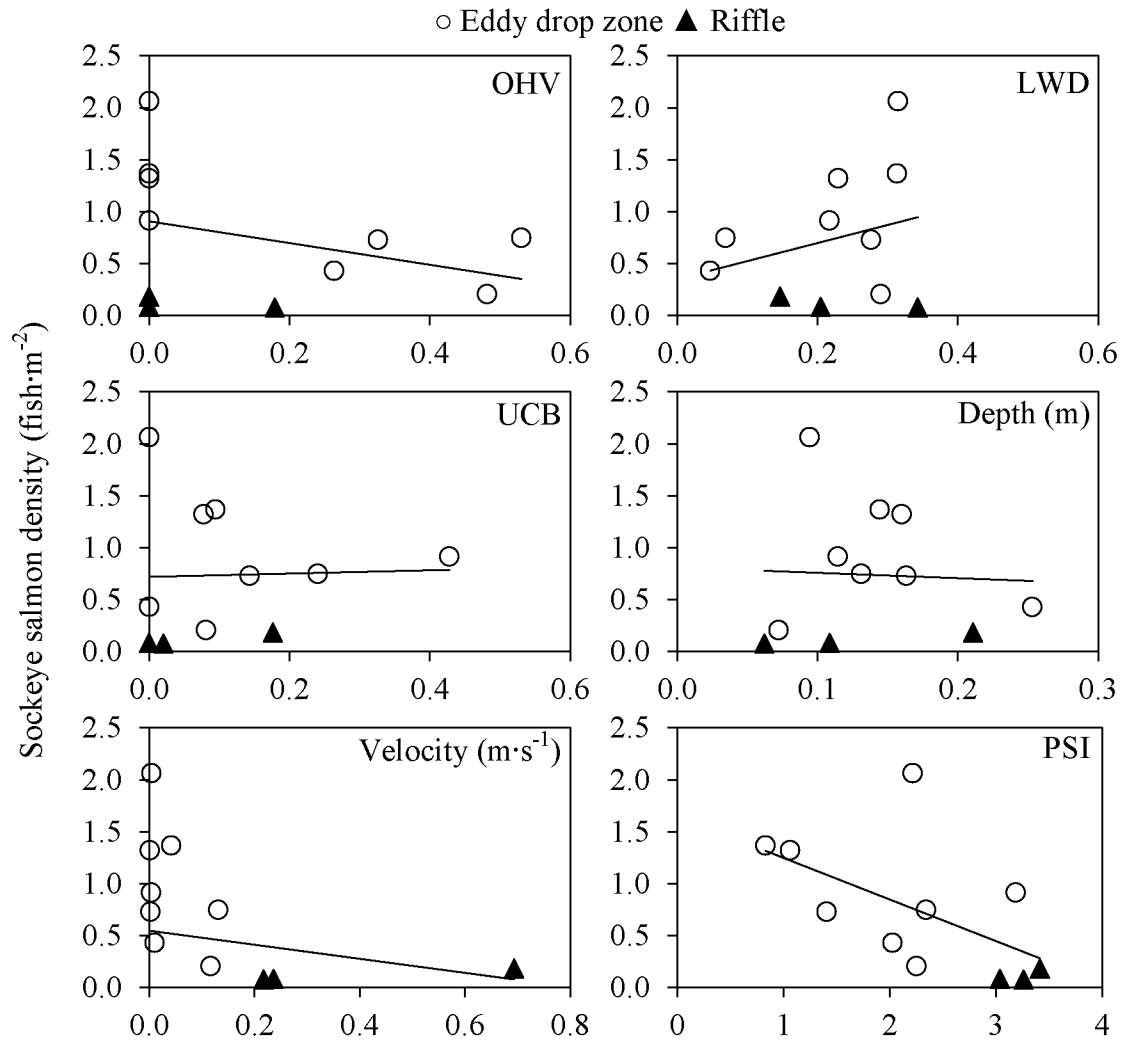 ○ Eddy drop zone ▲ Riffle
Sockeye salmon density (fish·m⁻²)
OHV
2.5
2.0
1.5
1.0
0.5
0.0
0.0 0.2 0.4 0.6
LWD
2.5
2.0
1.5
1.0
0.5
0.0
0.0 0.2 0.4 0.6
UCB
2.5
2.0
1.5
1.0
0.5
0.0
0.0 0.2 0.4 0.6
Depth (m)
2.5
2.0
1.5
1.0
0.5
0.0
0.0 0.1 0.2 0.3
Velocity (m·s⁻¹)
2.5
2.0
1.5
1.0
0.5
0.0
0.0 0.2 0.4 0.6 0.8
PSI
2.5
2.0
1.5
1.0
0.5
0.0
0 1 2 3 4